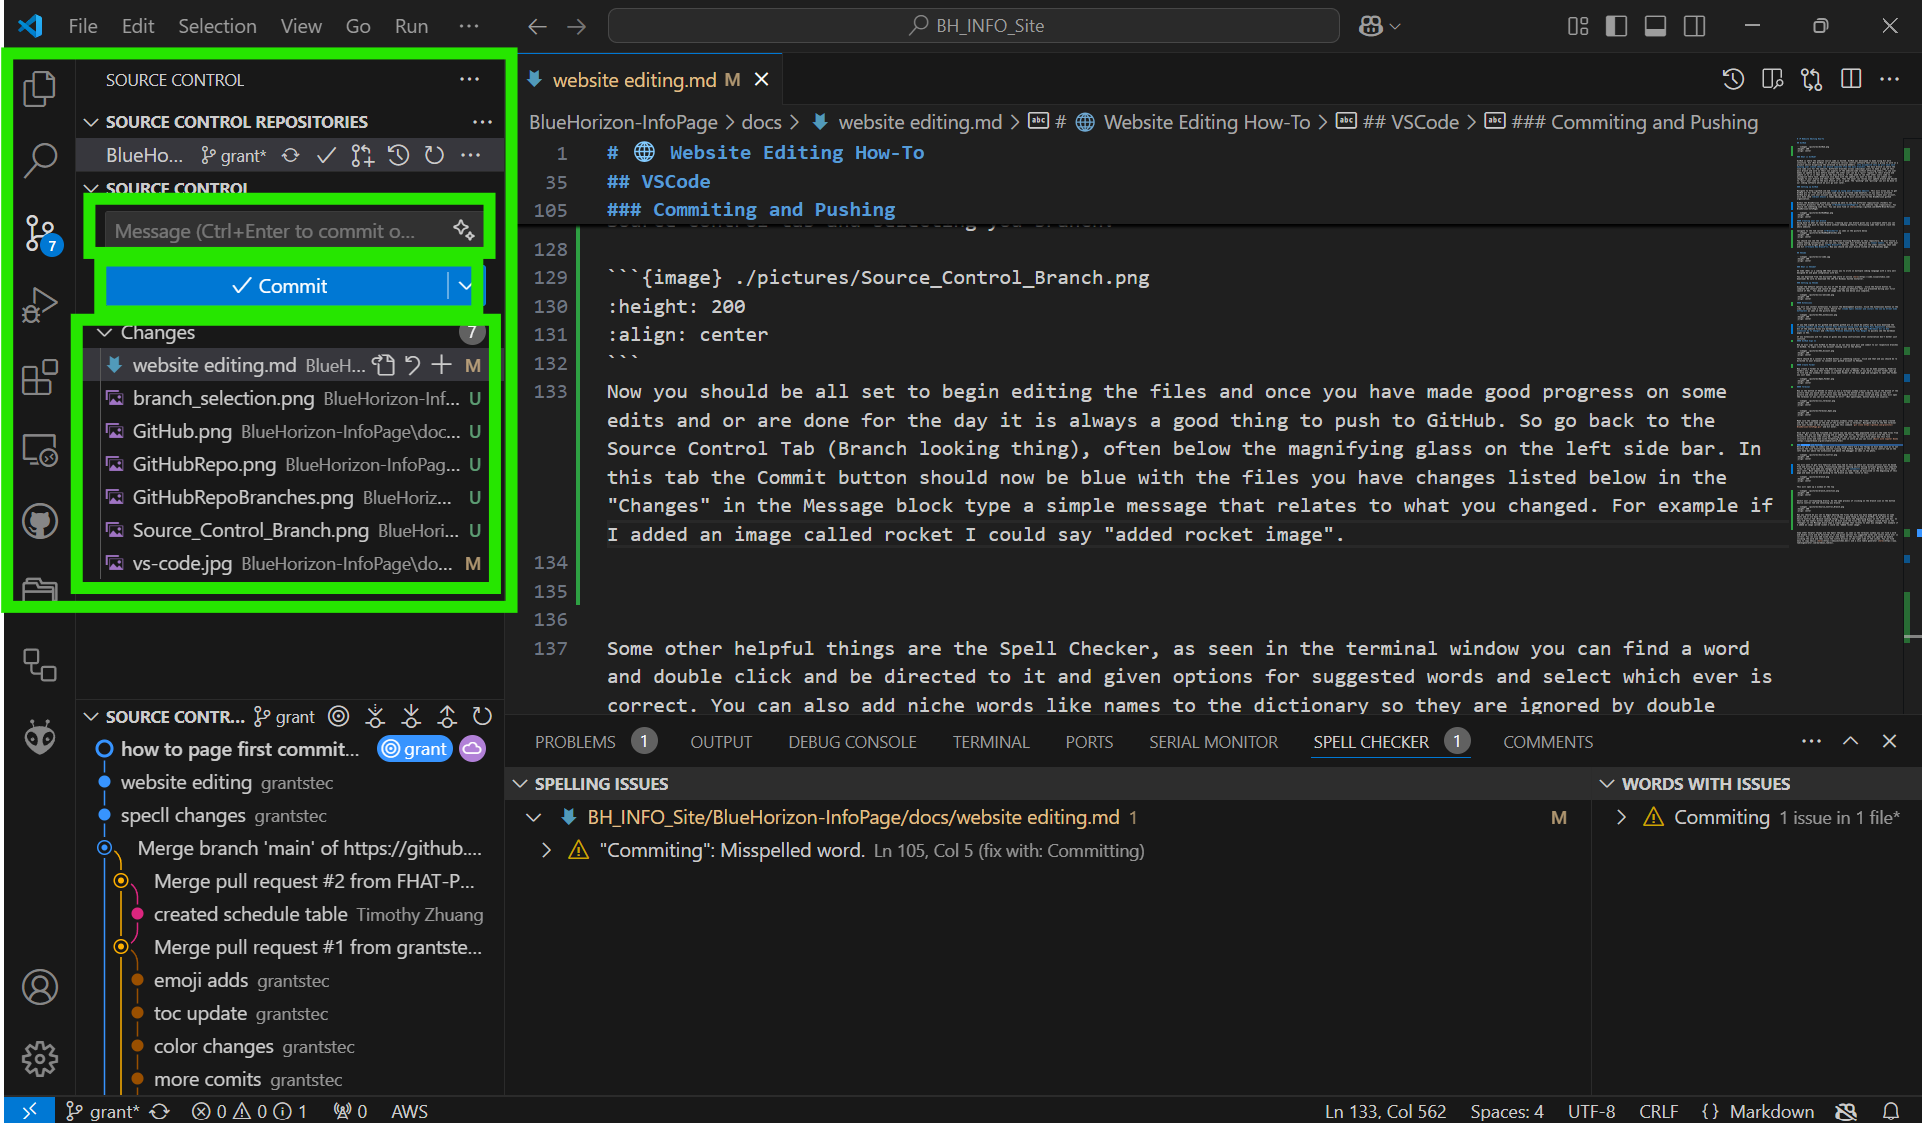 File Edit Selection View Go Run ···
BH_INFO_Site
SOURCE CONTROL ···
SOURCE CONTROL REPOSITORIES ···
BlueHo... grant* ···
SOURCE CONTROL
Message (Ctrl+Enter to commit o...
Commit
Changes 7
website editing.md BlueH... M
branch_selection.png BlueHorizon-Inf... U
GitHub.png BlueHorizon-InfoPage\doc... U
GitHubRepo.png BlueHorizon-InfoPag... U
GitHubRepoBranches.png BlueHoriz... U
Source_Control_Branch.png BlueHori... U
vs-code.jpg BlueHorizon-InfoPage\do... M
7
SOURCE CONTR... grant
how to page first commit... grant
website editing grantstec
specll changes grantstec
Merge branch 'main' of https://github....
Merge pull request #2 from FHAT-P...
created schedule table Timothy Zhuang
Merge pull request #1 from grantste...
emoji adds grantstec
toc update grantstec
color changes grantstec
more comits grantstec
website editing.md M
BlueHorizon-InfoPage > docs > website editing.md > # Website Editing How-To > ## VSCode > ### Commiting and Pushing
1 # 🌐 Website Editing How-To
35 ## VSCode
105 ### Commiting and Pushing
128
129 ```{image} ./pictures/Source_Control_Branch.png
130 :height: 200
131 :align: center
132 ```
133 Now you should be all set to begin editing the files and once you have made good progress on some
edits and or are done for the day it is always a good thing to push to GitHub. So go back to the
Source Control Tab (Branch looking thing), often below the magnifying glass on the left side bar. In
this tab the Commit button should now be blue with the files you have changes listed below in the
"Changes" in the Message block type a simple message that relates to what you changed. For example if
I added an image called rocket I could say "added rocket image".
134
135
136
137 Some other helpful things are the Spell Checker, as seen in the terminal window you can find a word
and double click and be directed to it and given options for suggested words and select which ever is
correct. You can also add niche words like names to the dictionary so they are ignored by double
PROBLEMS 1 OUTPUT DEBUG CONSOLE TERMINAL PORTS SERIAL MONITOR SPELL CHECKER 1 COMMENTS ···
SPELLING ISSUES
BH_INFO_Site/BlueHorizon-InfoPage/docs/website editing.md 1 M
"Commiting": Misspelled word. Ln 105, Col 5 (fix with: Committing)
WORDS WITH ISSUES
Commiting 1 issue in 1 file*
grant* 0 0 1 0 AWS
Ln 133, Col 562 Spaces: 4 UTF-8 CRLF {} Markdown